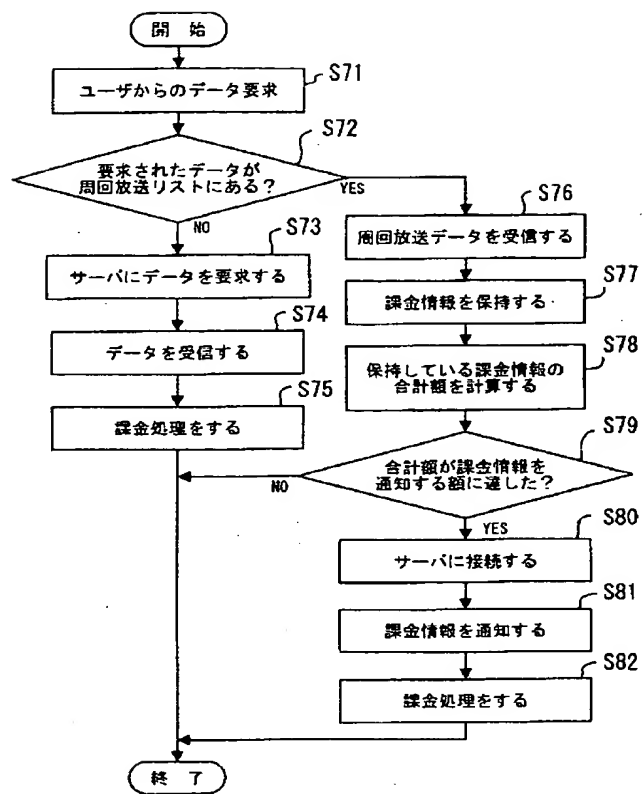 開 始
ユーザからのデータ要求
S71
要求されたデータが
周回放送リストにある?
S72
YES
NO
サーバにデータを要求する
S73
データを受信する
S74
課金処理をする
S75
周回放送データを受信する
S76
課金情報を保持する
S77
保持している課金情報の
合計額を計算する
S78
合計額が課金情報を
通知する額に達した?
S79
NO
YES
サーバに接続する
S80
課金情報を通知する
S81
課金処理をする
S82
終 了